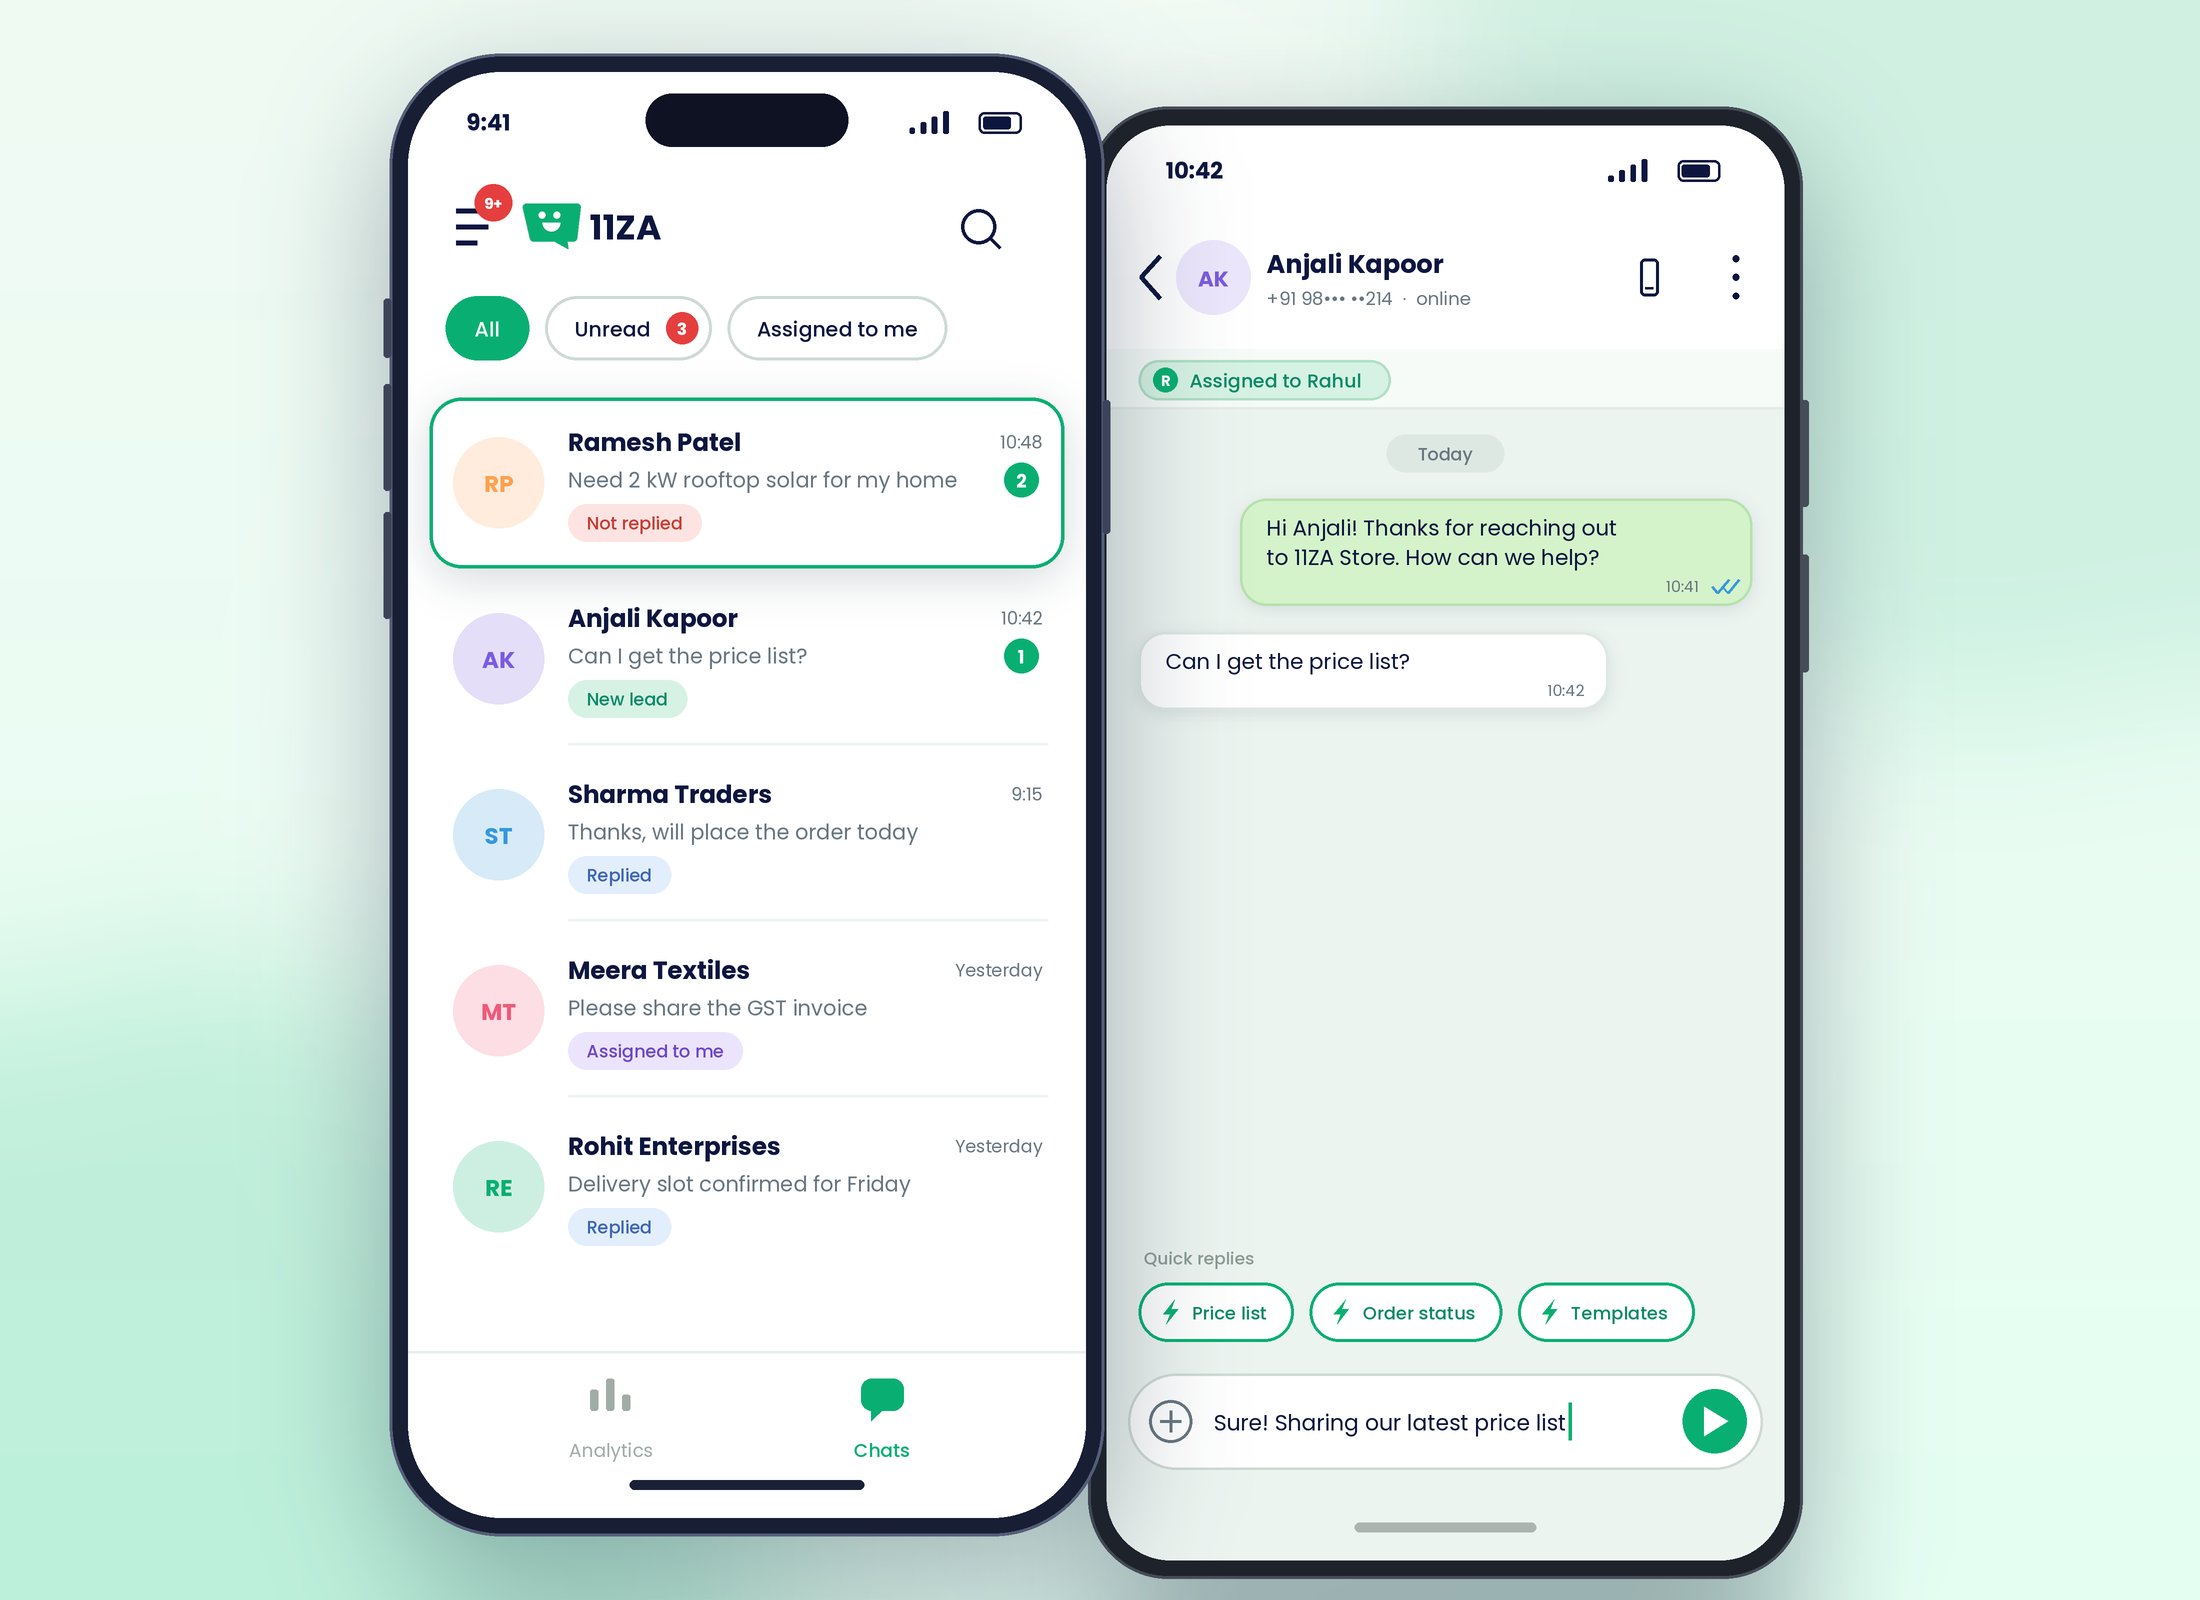 9:41
9+
11ZA
All
Unread 3
Assigned to me
RP
Ramesh Patel
10:48
Need 2 kW rooftop solar for my home
2
Not replied
AK
Anjali Kapoor
10:42
Can I get the price list?
1
New lead
ST
Sharma Traders
9:15
Thanks, will place the order today
Replied
MT
Meera Textiles
Yesterday
Please share the GST invoice
Assigned to me
RE
Rohit Enterprises
Yesterday
Delivery slot confirmed for Friday
Replied
Analytics
Chats
10:42
AK
Anjali Kapoor
+91 98••• ••214 · online
R Assigned to Rahul
Today
Hi Anjali! Thanks for reaching out
to 11ZA Store. How can we help?
10:41
Can I get the price list?
10:42
Quick replies
Price list
Order status
Templates
Sure! Sharing our latest price list